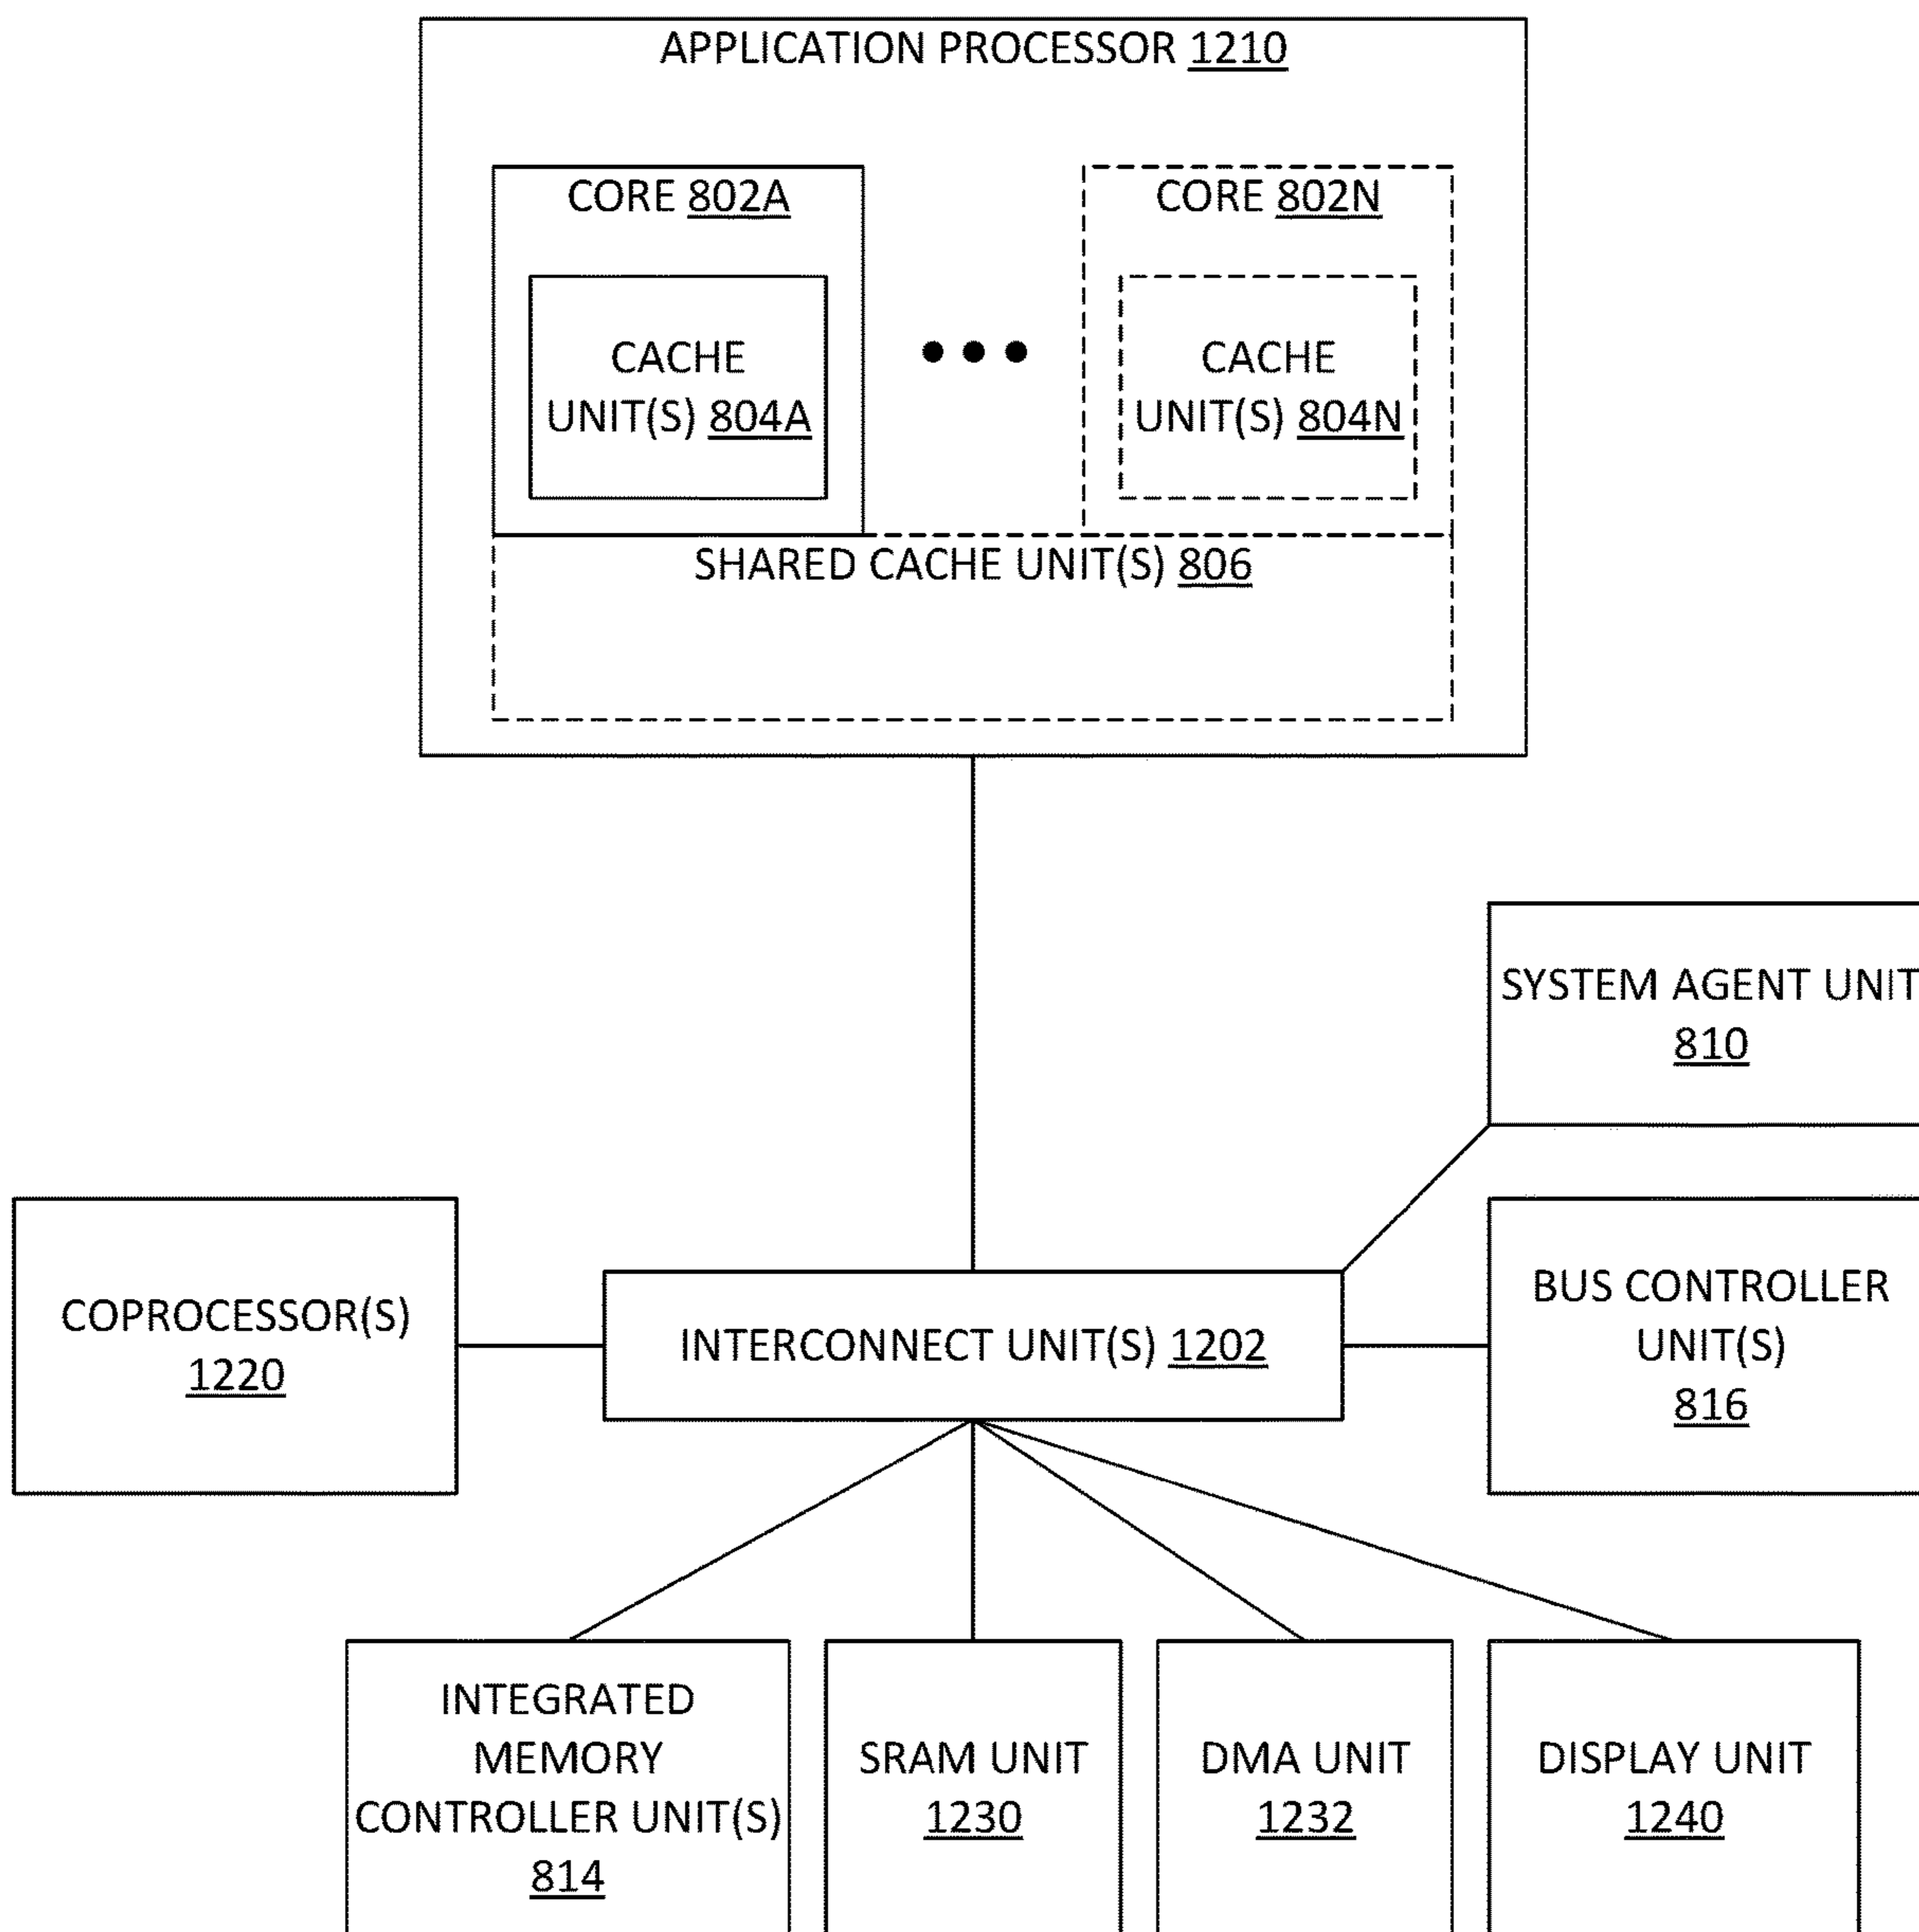 APPLICATION PROCESSOR 1210
CORE 802A
CORE 802N
CACHE
UNIT(S) 804A
CACHE
UNIT(S) 804N
SHARED CACHE UNIT(S) 806
SYSTEM AGENT UNIT
810
COPROCESSOR(S)
1220
INTERCONNECT UNIT(S) 1202
BUS CONTROLLER
UNIT(S)
816
INTEGRATED
MEMORY
CONTROLLER UNIT(S)
814
SRAM UNIT
1230
DMA UNIT
1232
DISPLAY UNIT
1240